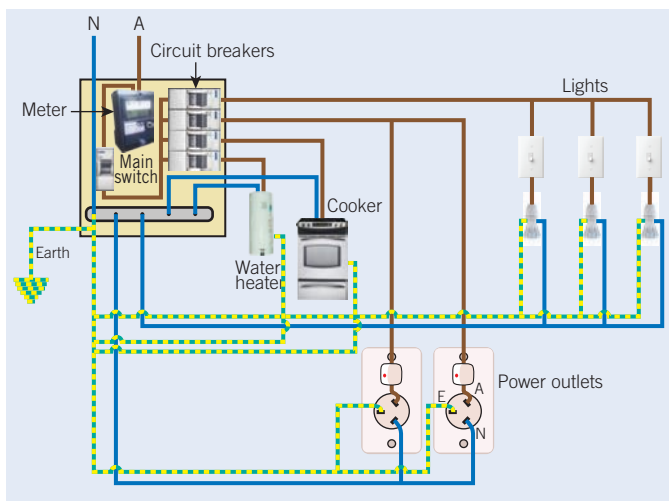 N
A
Circuit breakers
Lights
Meter
Main
switch
Cooker
Earth
Water
heater
Power outlets
E
A
N